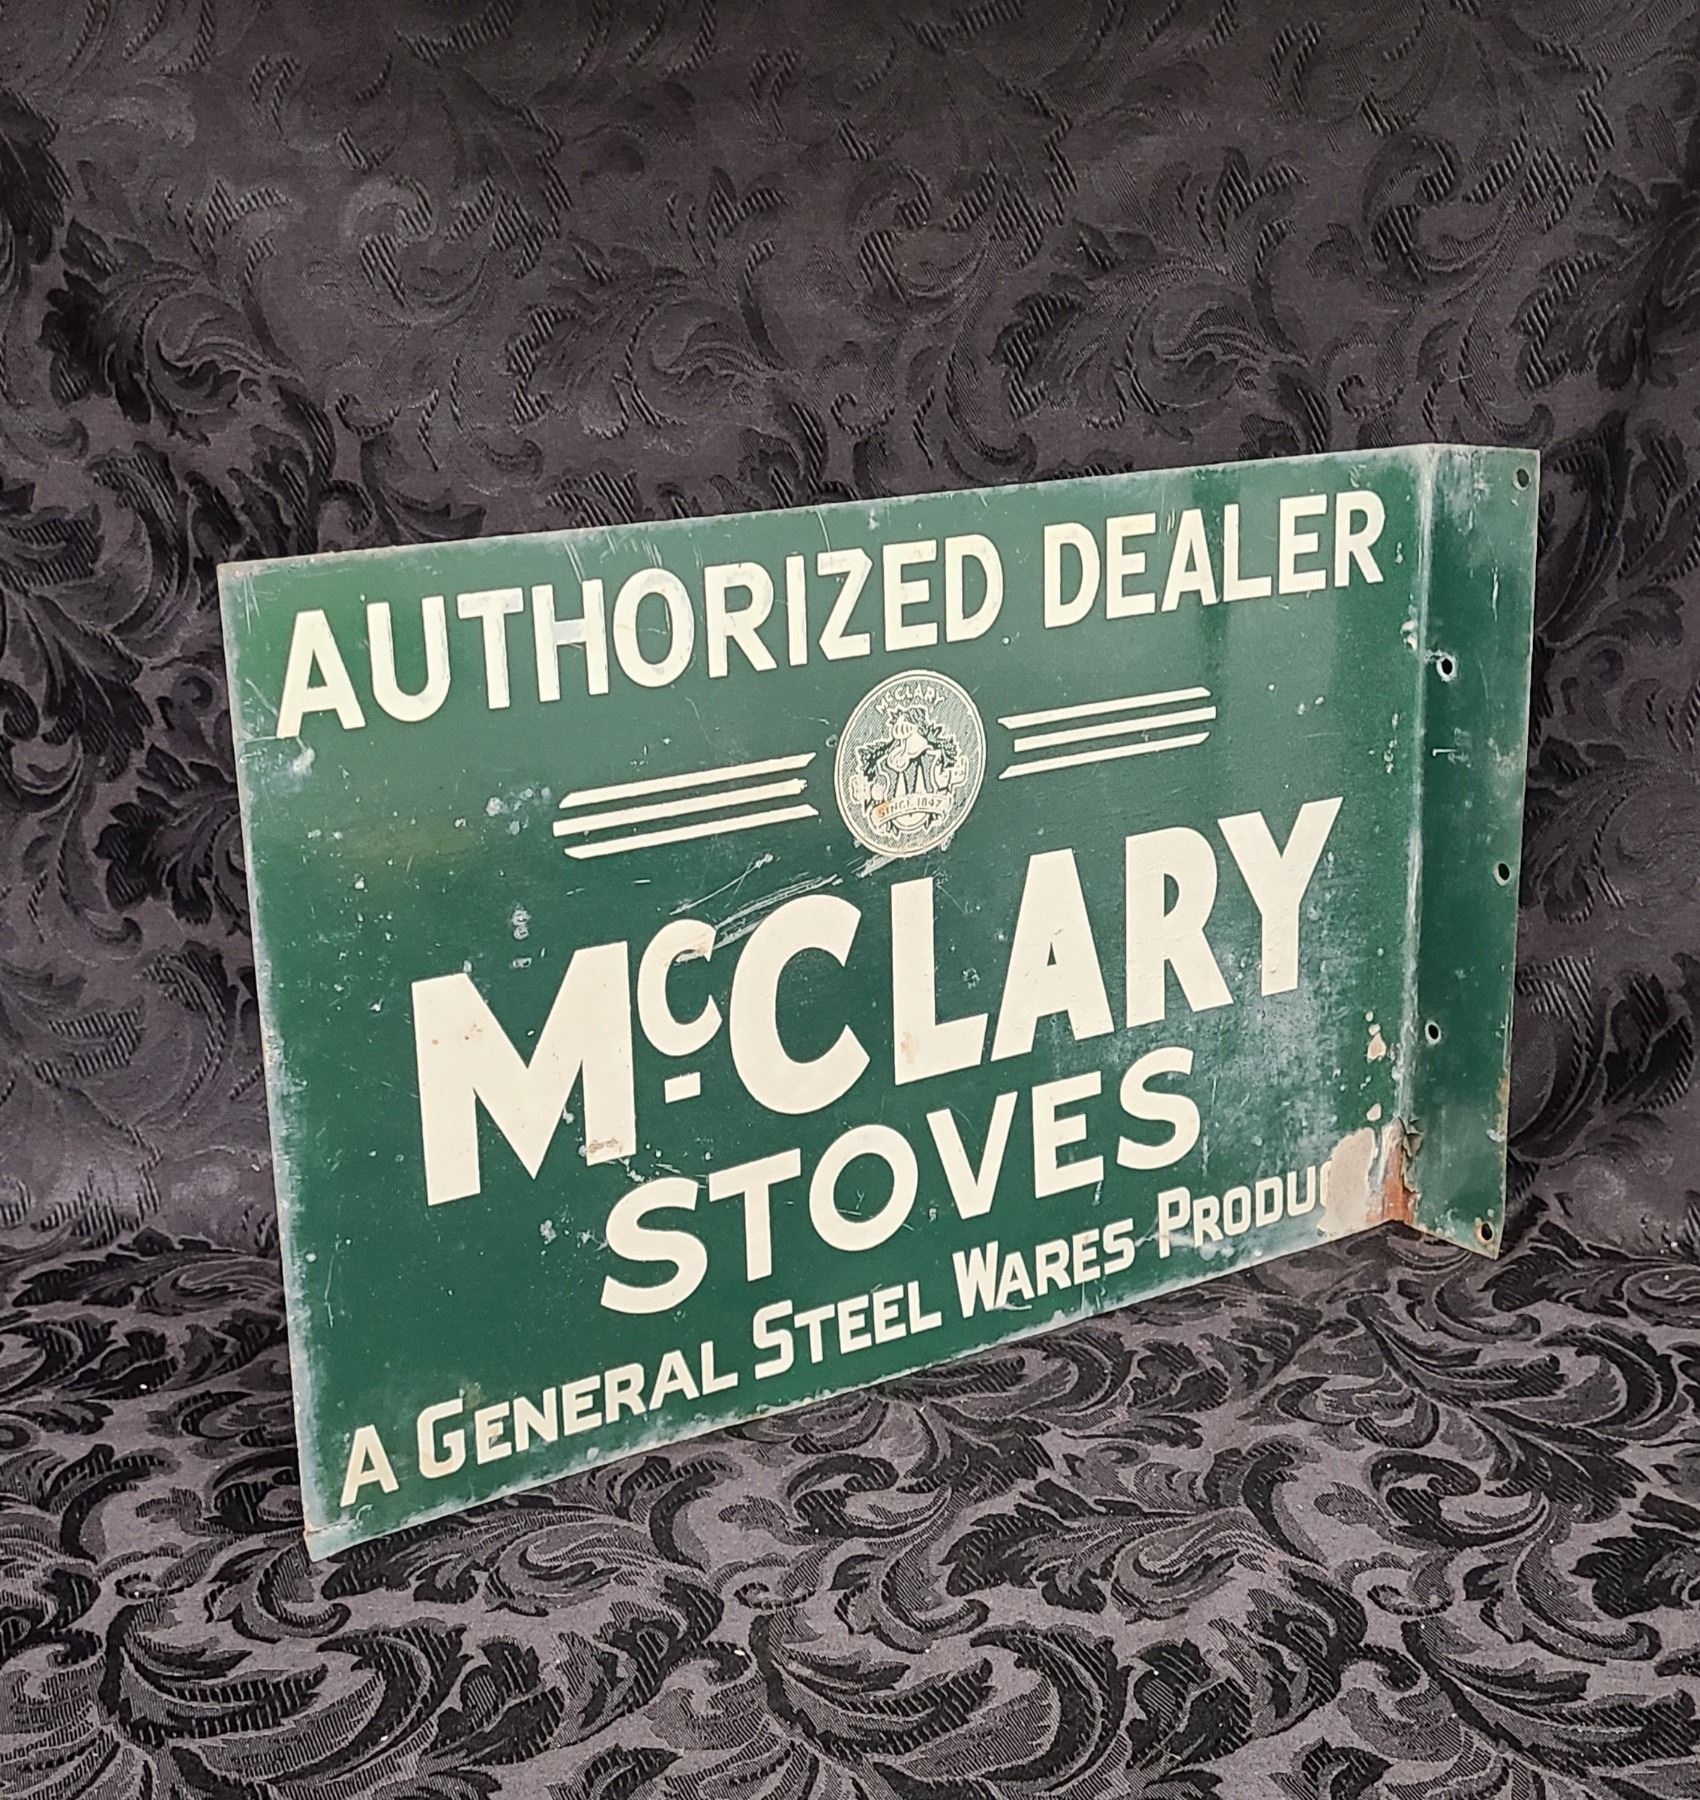 AUTHORIZED DEALER
McCLARY
SINCE 1847
McCLARY
STOVES
A GENERAL STEEL WARES PRODU